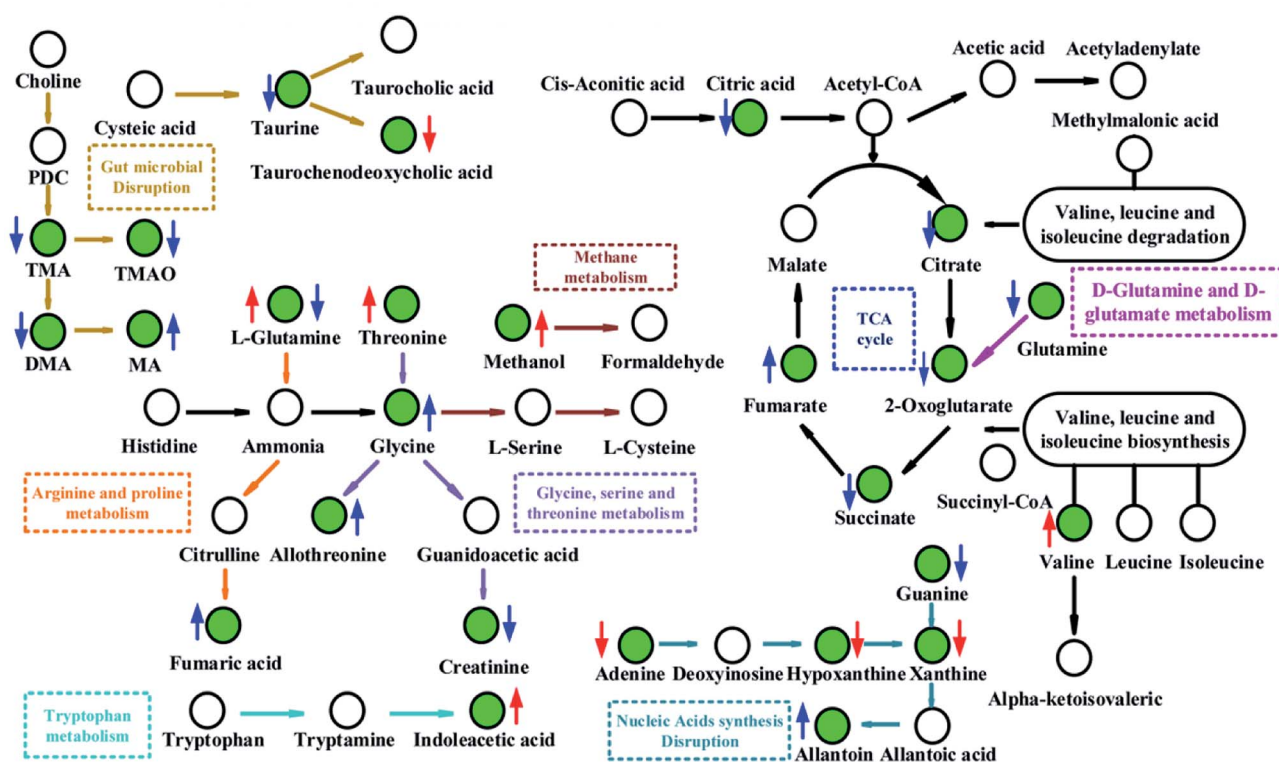 Choline
PDC
TMA
TMAO
DMA
MA
Cysteic acid
Taurine
Taurocholic acid
Taurochenodeoxycholic acid
Gut microbial
Disruption
Cis-Aconitic acid
Citric acid
Acetyl-CoA
Acetic acid
Acetyladenylate
Methylmalonic acid
Valine, leucine and
isoleucine degradation
Malate
Citrate
TCA
cycle
D-Glutamine and D-
glutamate metabolism
Glutamine
Fumarate
2-Oxoglutarate
Succinate
Succinyl-CoA
Valine, leucine and
isoleucine biosynthesis
Valine
Leucine
Isoleucine
Alpha-ketoisovaleric
Methane
metabolism
L-Glutamine
Threonine
Methanol
Formaldehyde
Histidine
Ammonia
Glycine
L-Serine
L-Cysteine
Arginine and proline
metabolism
Glycine, serine and
threonine metabolism
Citrulline
Allothreonine
Guanidoacetic acid
Fumaric acid
Creatinine
Tryptophan
metabolism
Tryptophan
Tryptamine
Indoleacetic acid
Guanine
Adenine
Deoxyinosine
Hypoxanthine
Xanthine
Nucleic Acids synthesis
Disruption
Allantoin
Allantoic acid